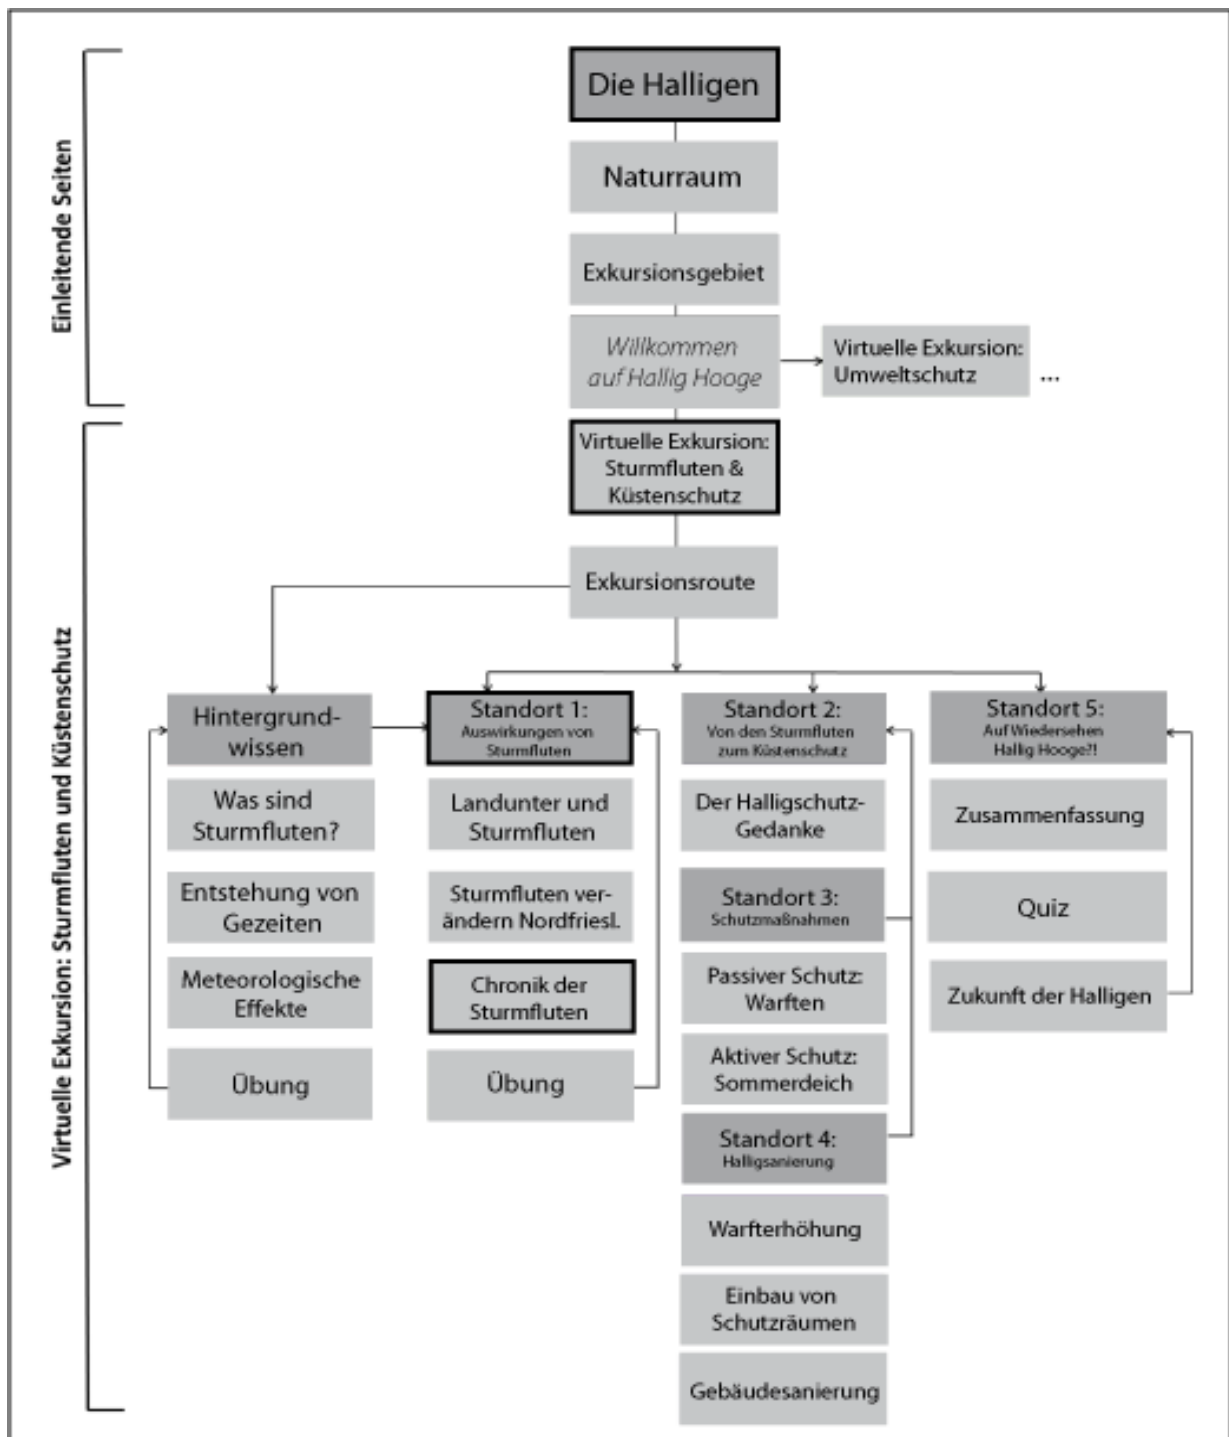 Einleitende Seiten
Die Halligen
Naturraum
Exkursionsgebiet
Willkommen
auf Hallig Hooge
Virtuelle Exkursion:
Umweltschutz
...
Virtuelle Exkursion: Sturmfluten und Küstenschutz
Virtuelle Exkursion:
Sturmfluten &
Küstenschutz
Exkursionsroute
Hintergrund-
wissen
Was sind
Sturmfluten?
Entstehung von
Gezeiten
Meteorologische
Effekte
Übung
Standort 1:
Auswirkungen von
Sturmfluten
Landunter und
Sturmfluten
Sturmfluten ver-
ändern Nordfriesl.
Chronik der
Sturmfluten
Übung
Standort 2:
Von den Sturmfluten
zum Küstenschutz
Der Halligschutz-
Gedanke
Standort 3:
Schutzmaßnahmen
Passiver Schutz:
Warften
Aktiver Schutz:
Sommerdeich
Standort 4:
Halligsanierung
Warfterhöhung
Einbau von
Schutzräumen
Gebäudesanierung
Standort 5:
Auf Wiedersehen
Hallig Hooge?!
Zusammenfassung
Quiz
Zukunft der Halligen